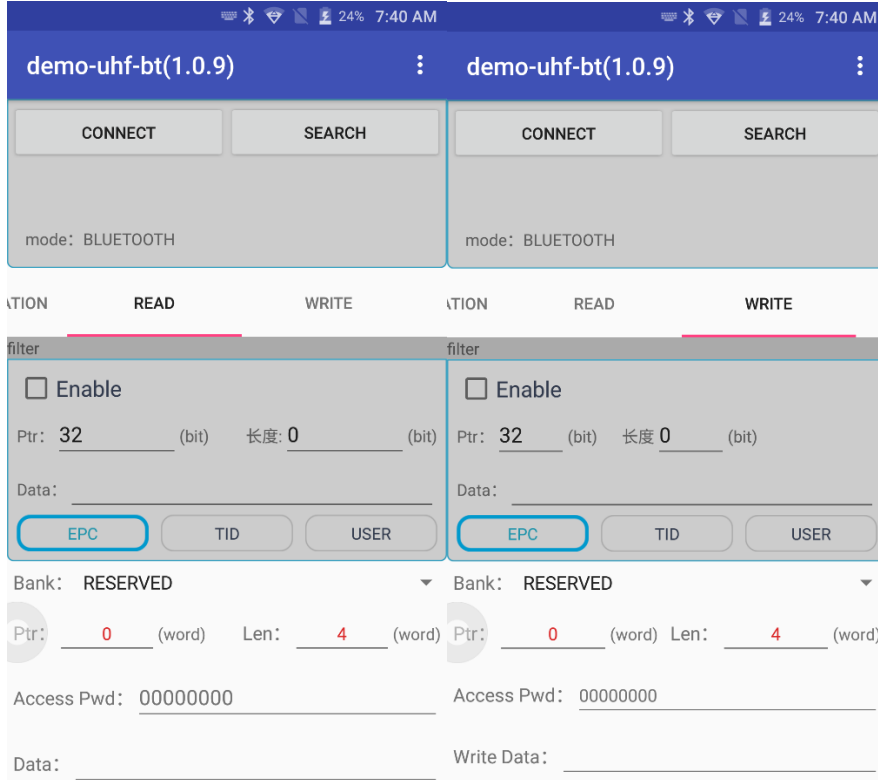 24% 7:40 AM
demo-uhf-bt(1.0.9)
CONNECT SEARCH
mode：BLUETOOTH
ATION READ WRITE
filter
Enable
Ptr：32 (bit) 长度: 0 (bit)
Data：
EPC TID USER
Bank： RESERVED
Ptr： 0 (word) Len： 4 (word)
Access Pwd： 00000000
Data：
24% 7:40 AM
demo-uhf-bt(1.0.9)
CONNECT SEARCH
mode：BLUETOOTH
ATION READ WRITE
filter
Enable
Ptr： 32 (bit) 长度 0 (bit)
Data：
EPC TID USER
Bank： RESERVED
Ptr： 0 (word) Len： 4 (word)
Access Pwd： 00000000
Write Data：